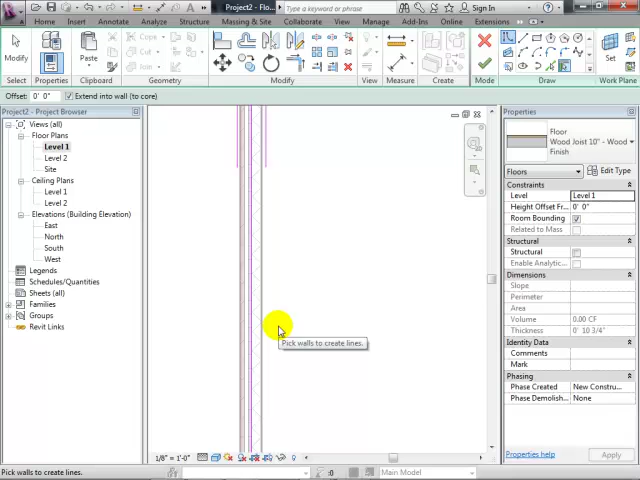 Project2 - Flo...
Type a keyword or phrase
Home
Insert
Annotate
Analyze
Structure
Massing & Site
Collaborate
View
Manage
Add-Ins
Online
Extensions
Modify
Cope
Cut
Join
Modify
Properties
Paste
Select
Properties
Clipboard
Geometry
Modify
View
Measure
Create
Mode
Draw
Set
Work Plane
Offset: 0' 0" Extend into wall (to core)
Project2 - Project Browser
Views (all)
Floor Plans
Level 1
Level 2
Site
Ceiling Plans
Level 1
Level 2
Elevations (Building Elevation)
East
North
South
West
Legends
Schedules/Quantities
Sheets (all)
Families
Groups
Revit Links
Pick walls to create lines.
Properties
Floor
Wood Joist 10" - Wood
Finish
Floors
Edit Type
Constraints
Level Level 1
Height Offset Fr... 0' 0"
Room Bounding
Related to Mass
Structural
Structural
Enable Analytic...
Dimensions
Slope
Perimeter
Area
Volume 0.00 CF
Thickness 0' 10 3/4"
Identity Data
Comments
Mark
Phasing
Phase Created New Constru...
Phase Demolish... None
Properties help
Apply
1/8" = 1'-0"
Pick walls to create lines.
:0
Main Model